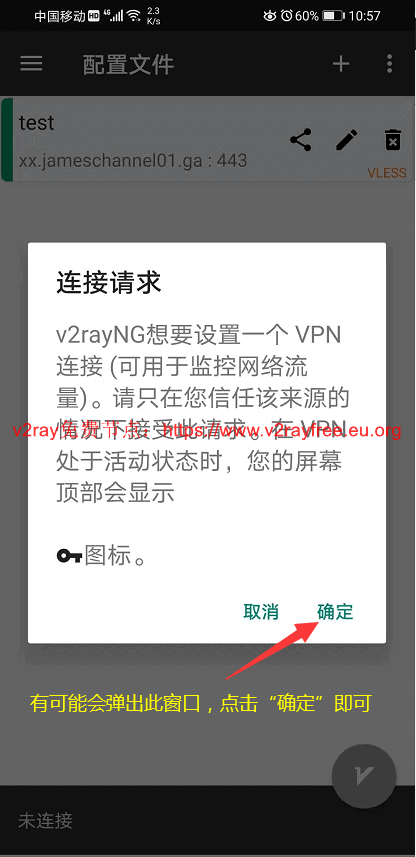 中国移动 HD 4G 2.3 K/s 60% 10:57
配置文件
test
xx.jameschannel01.ga : 443
VLESS
连接请求
v2rayNG想要设置一个 VPN
连接 (可用于监控网络流
量)。请只在您信任该来源的
情况下接受此请求。在 VPN
v2ray免费节点：https://www.v2rayfree.eu.org
处于活动状态时，您的屏幕
顶部会显示
图标。
取消 确定
有可能会弹出此窗口，点击“确定”即可
未连接